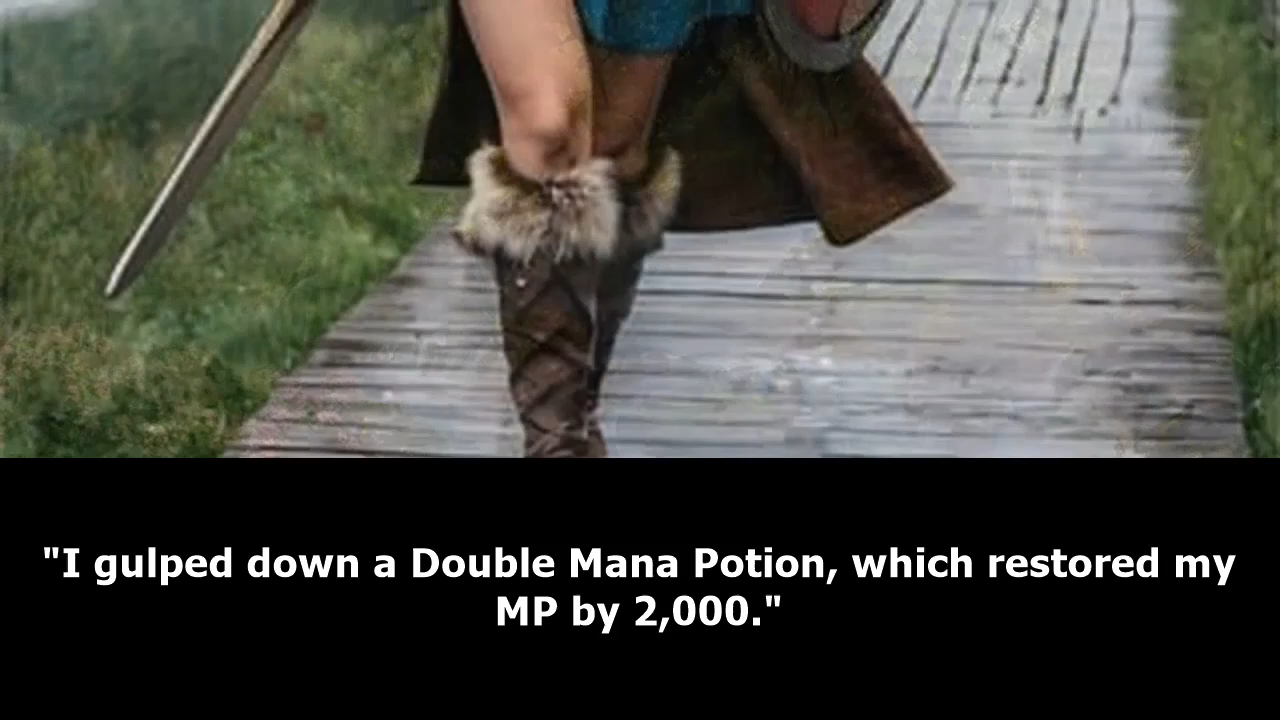 "I gulped down a Double Mana Potion, which restored my
MP by 2,000."